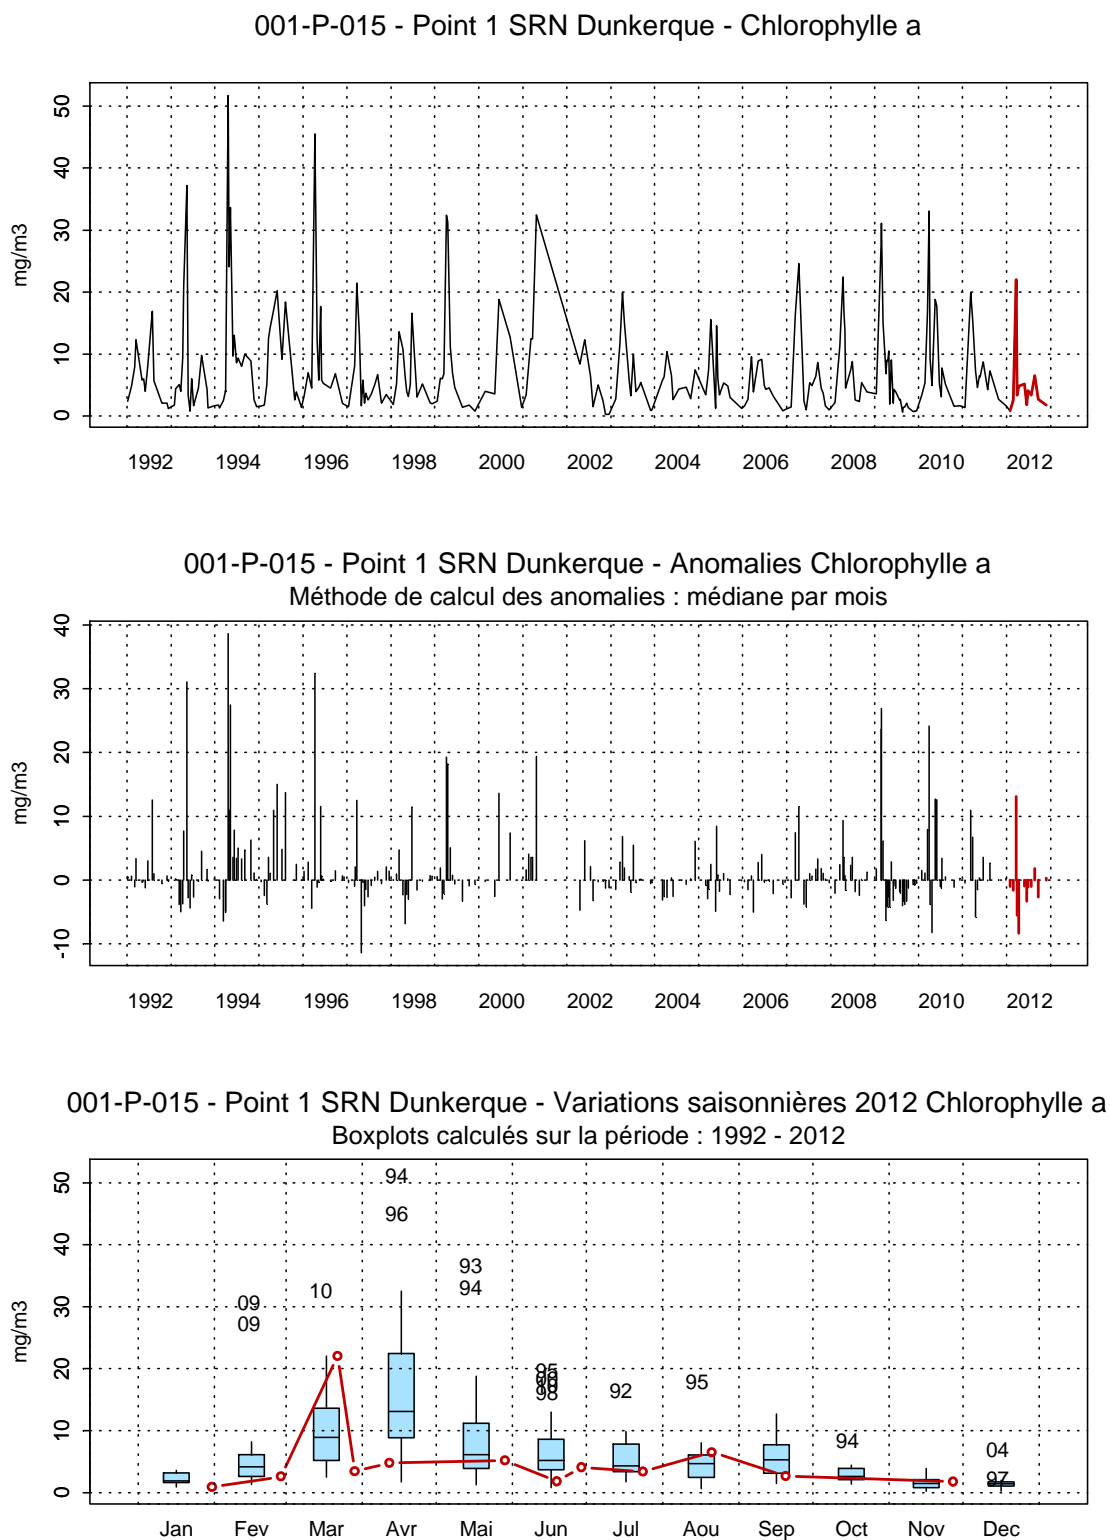 001-P-015 - Point 1 SRN Dunkerque - Chlorophylle a
50
40
30
20
10
0
mg/m3
1992 1994 1996 1998 2000 2002 2004 2006 2008 2010 2012
001-P-015 - Point 1 SRN Dunkerque - Anomalies Chlorophylle a
Méthode de calcul des anomalies : médiane par mois
40
30
20
10
0
-10
mg/m3
1992 1994 1996 1998 2000 2002 2004 2006 2008 2010 2012
001-P-015 - Point 1 SRN Dunkerque - Variations saisonnières 2012 Chlorophylle a
Boxplots calculés sur la période : 1992 - 2012
50
40
30
20
10
0
mg/m3
94
96
93
94
10
09
09
95
98
92
95
94
04
97
Jan Fev Mar Avr Mai Jun Jul Aou Sep Oct Nov Dec